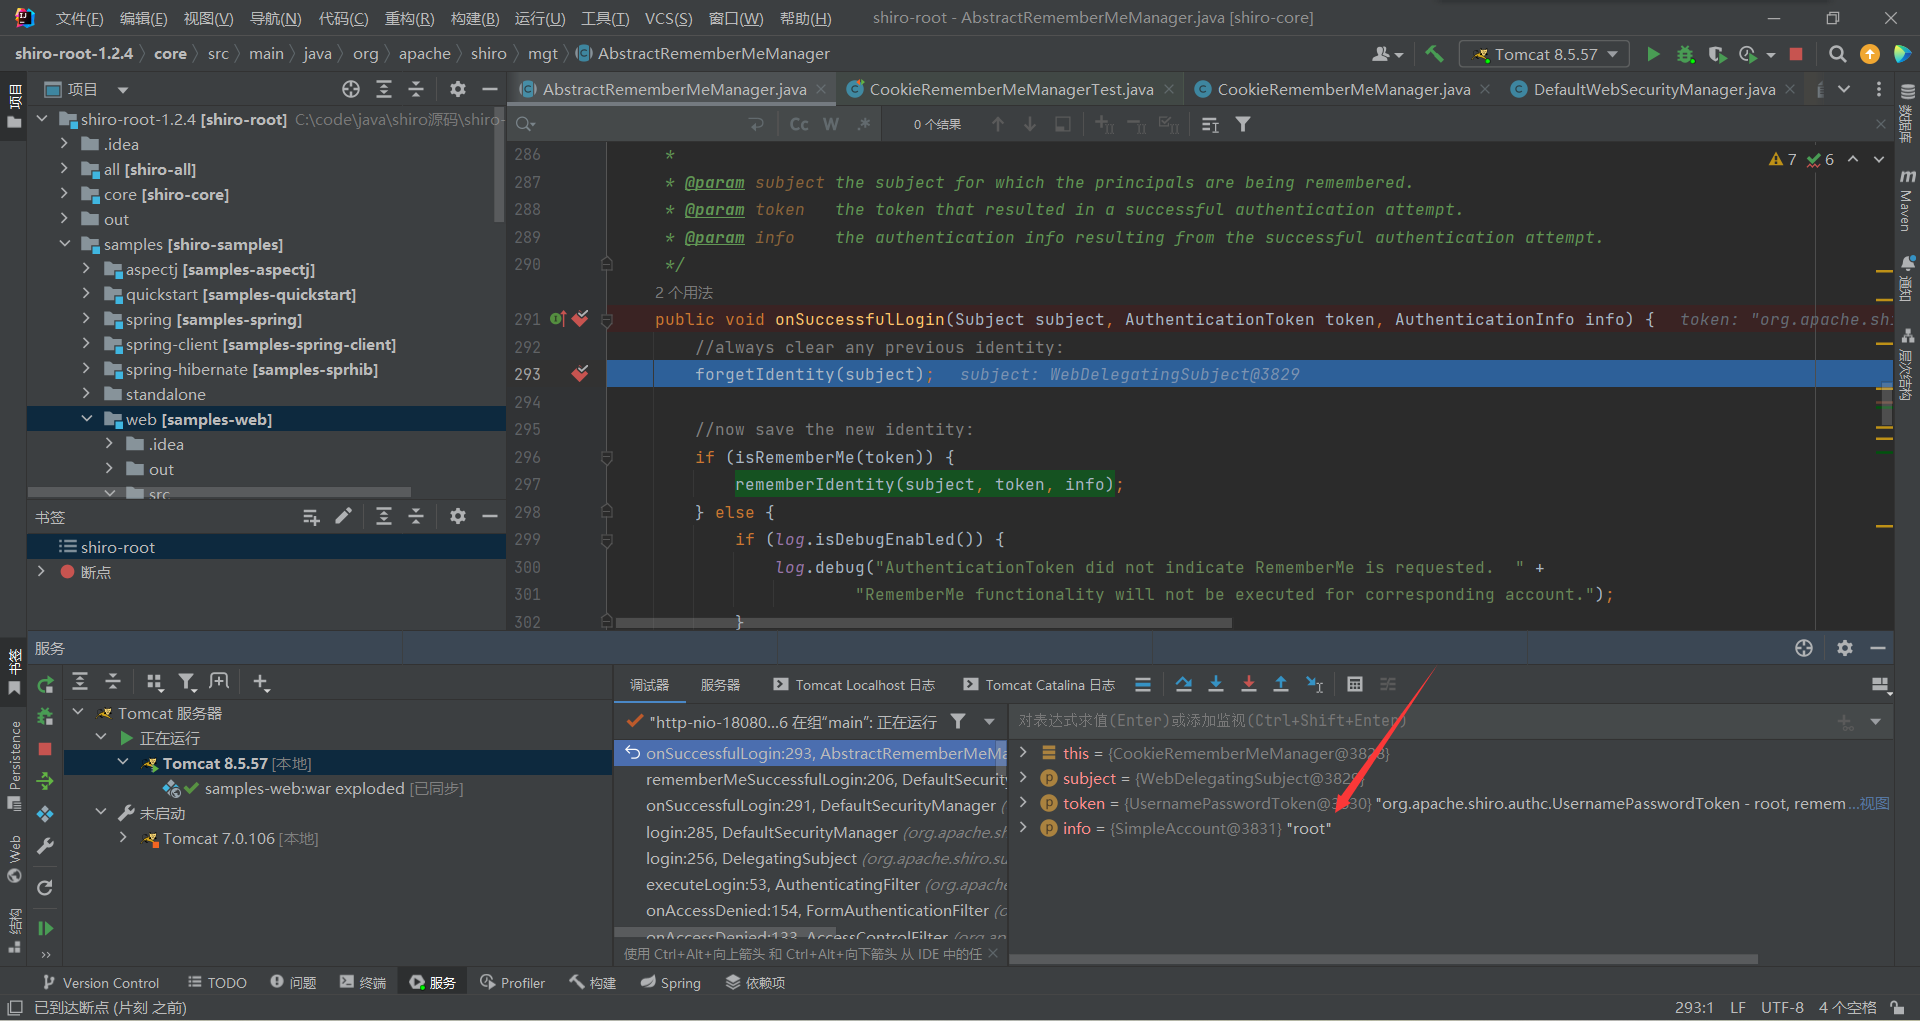 文件(F) 编辑(E) 视图(V) 导航(N) 代码(C) 重构(R) 构建(B) 运行(U) 工具(T) VCS(S) 窗口(W) 帮助(H) shiro-root - AbstractRememberMeManager.java [shiro-core]
shiro-root-1.2.4 core src main java org apache shiro mgt AbstractRememberMeManager
Tomcat 8.5.57
项目
AbstractRememberMeManager.java CookieRememberMeManagerTest.java CookieRememberMeManager.java DefaultWebSecurityManager.java
Cc W .* 0 个结果
shiro-root-1.2.4 [shiro-root] C:\code\java\shiro源码\shiro-
.idea
all [shiro-all]
core [shiro-core]
out
samples [shiro-samples]
aspectj [samples-aspectj]
quickstart [samples-quickstart]
spring [samples-spring]
spring-client [samples-spring-client]
spring-hibernate [samples-sprhib]
standalone
web [samples-web]
.idea
out
src
书签
shiro-root
断点
7 6
286 *
287 * @param subject the subject for which the principals are being remembered.
288 * @param token the token that resulted in a successful authentication attempt.
289 * @param info the authentication info resulting from the successful authentication attempt.
290 */
2 个用法
291 public void onSuccessfulLogin(Subject subject, AuthenticationToken token, AuthenticationInfo info) { token: "org.apache.shi
292 //always clear any previous identity:
293 forgetIdentity(subject); subject: WebDelegatingSubject@3829
294
295 //now save the new identity:
296 if (isRememberMe(token)) {
297 rememberIdentity(subject, token, info);
298 } else {
299 if (log.isDebugEnabled()) {
300 log.debug("AuthenticationToken did not indicate RememberMe is requested. " +
301 "RememberMe functionality will not be executed for corresponding account.");
302 }
项目
书签
Persistence
Web
结构
数据库
Maven
通知
层次结构
服务
Tomcat 服务器
正在运行
Tomcat 8.5.57 [本地]
samples-web:war exploded [已同步]
未启动
Tomcat 7.0.106 [本地]
调试器 服务器 Tomcat Localhost 日志 Tomcat Catalina 日志
"http-nio-18080...6 在组"main": 正在运行
onSuccessfulLogin:293, AbstractRememberMeMa
rememberMeSuccessfulLogin:206, DefaultSecurity
onSuccessfulLogin:291, DefaultSecurityManager (
login:285, DefaultSecurityManager (org.apache.sh
login:256, DelegatingSubject (org.apache.shiro.su
executeLogin:53, AuthenticatingFilter (org.apache
onAccessDenied:154, FormAuthenticationFilter (o
onAccessDenied:133, AccessControlFilter (org.ap
使用 Ctrl+Alt+向上箭头 和 Ctrl+Alt+向下箭头 从 IDE 中的任
对表达式求值(Enter)或添加监视(Ctrl+Shift+Enter)
this = {CookieRememberMeManager@3828}
subject = {WebDelegatingSubject@3829}
token = {UsernamePasswordToken@3830} "org.apache.shiro.authc.UsernamePasswordToken - root, remem ...视图
info = {SimpleAccount@3831} "root"
Version Control TODO 问题 终端 服务 Profiler 构建 Spring 依赖项
已到达断点 (片刻 之前) 293:1 LF UTF-8 4 个空格